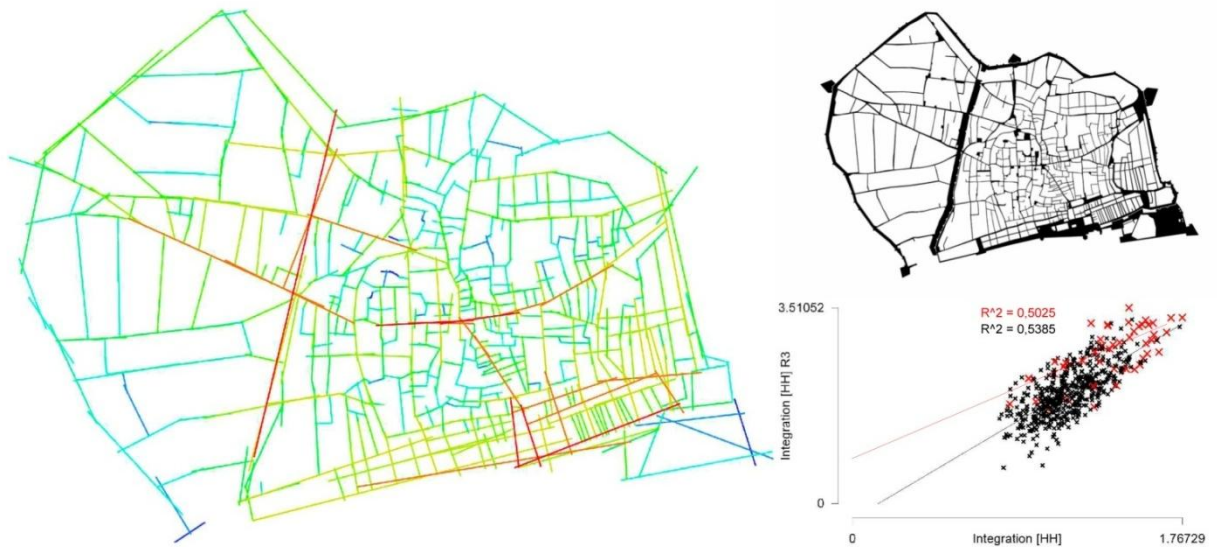 3.51052
R^2 = 0,5025
R^2 = 0,5385
Integration [HH] R3
0
0
Integration [HH]
1.76729